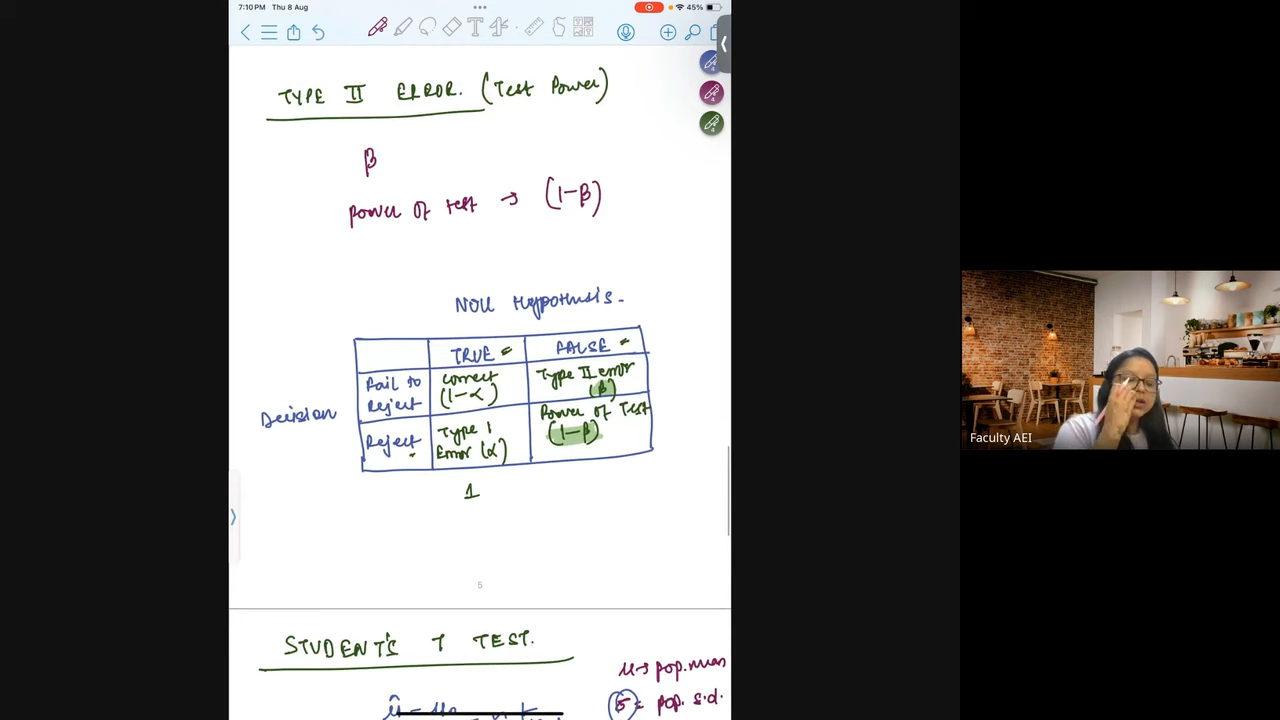 7:10 PM Thu 8 Aug
45%
TYPE II ERROR. (Test Power)
β
Power of test → (1-β)
NULL Hypothesis.
TRUE FALSE
Fail to Reject
Correct (1-α)
Type II error (β)
Decision
Reject
Type 1 Error (α)
Power of Test (1-β)
1
5
STUDENT'S T TEST.
μ → pop. mean
= pop. s.d.
Faculty AEI